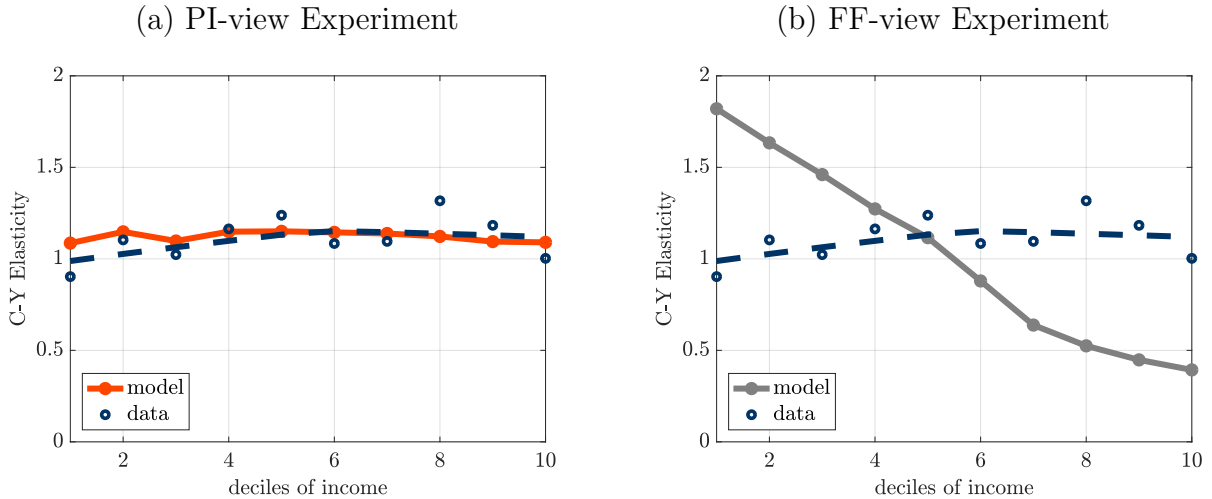 (a) PI-view Experiment
C-Y Elasticity
2
1.5
1
0.5
0
model
data
2 4 6 8 10
deciles of income
(b) FF-view Experiment
C-Y Elasticity
2
1.5
1
0.5
0
model
data
2 4 6 8 10
deciles of income